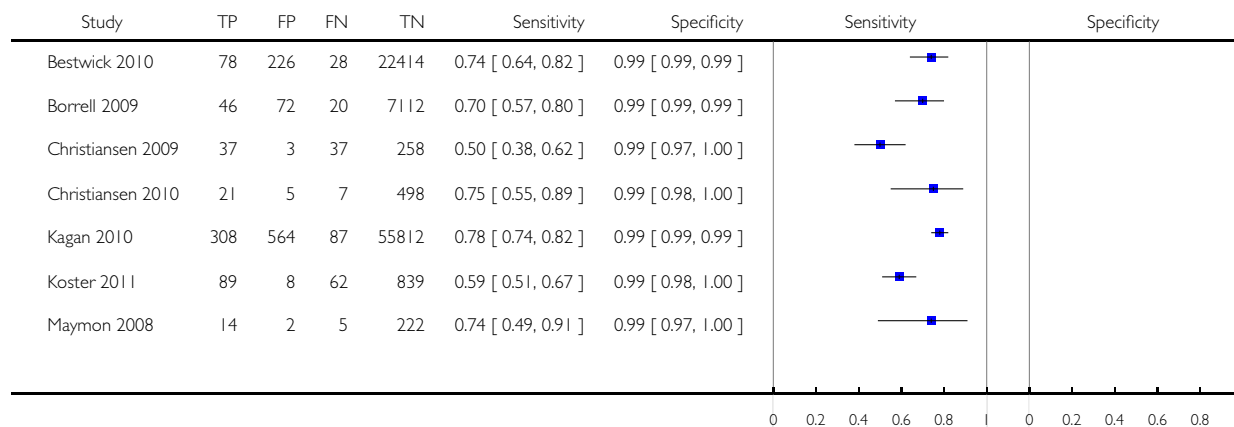 Study TP FP FN TN Sensitivity Specificity Sensitivity Specificity
Bestwick 2010 78 226 28 22414 0.74 [ 0.64, 0.82 ] 0.99 [ 0.99, 0.99 ]
Borrell 2009 46 72 20 7112 0.70 [ 0.57, 0.80 ] 0.99 [ 0.99, 0.99 ]
Christiansen 2009 37 3 37 258 0.50 [ 0.38, 0.62 ] 0.99 [ 0.97, 1.00 ]
Christiansen 2010 21 5 7 498 0.75 [ 0.55, 0.89 ] 0.99 [ 0.98, 1.00 ]
Kagan 2010 308 564 87 55812 0.78 [ 0.74, 0.82 ] 0.99 [ 0.99, 0.99 ]
Koster 2011 89 8 62 839 0.59 [ 0.51, 0.67 ] 0.99 [ 0.98, 1.00 ]
Maymon 2008 14 2 5 222 0.74 [ 0.49, 0.91 ] 0.99 [ 0.97, 1.00 ]
0 0.2 0.4 0.6 0.8 1 0 0.2 0.4 0.6 0.8